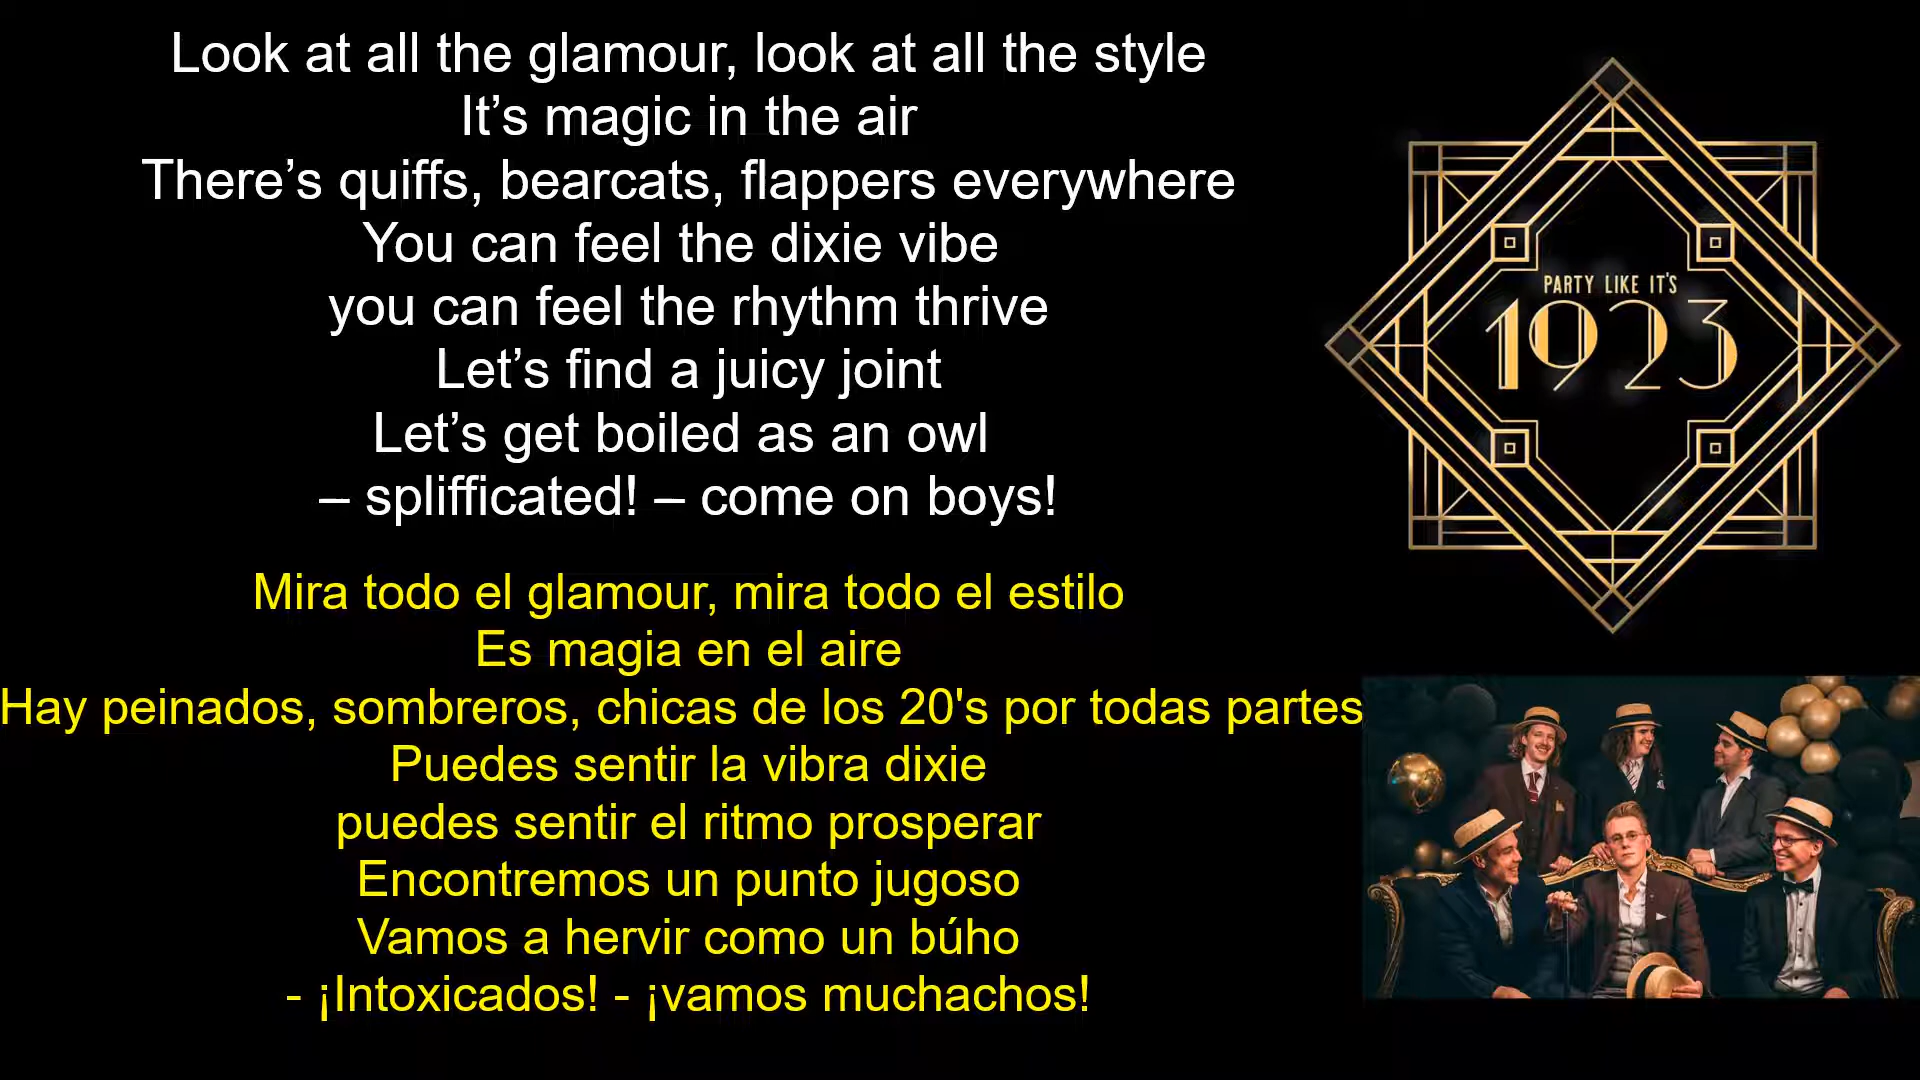 Look at all the glamour, look at all the style
It’s magic in the air
There’s quiffs, bearcats, flappers everywhere
You can feel the dixie vibe
you can feel the rhythm thrive
Let’s find a juicy joint
Let’s get boiled as an owl
– splifficated! – come on boys!
Mira todo el glamour, mira todo el estilo
Es magia en el aire
Hay peinados, sombreros, chicas de los 20's por todas partes
Puedes sentir la vibra dixie
puedes sentir el ritmo prosperar
Encontremos un punto jugoso
Vamos a hervir como un búho
- ¡Intoxicados! - ¡vamos muchachos!
PARTY LIKE IT'S
1923